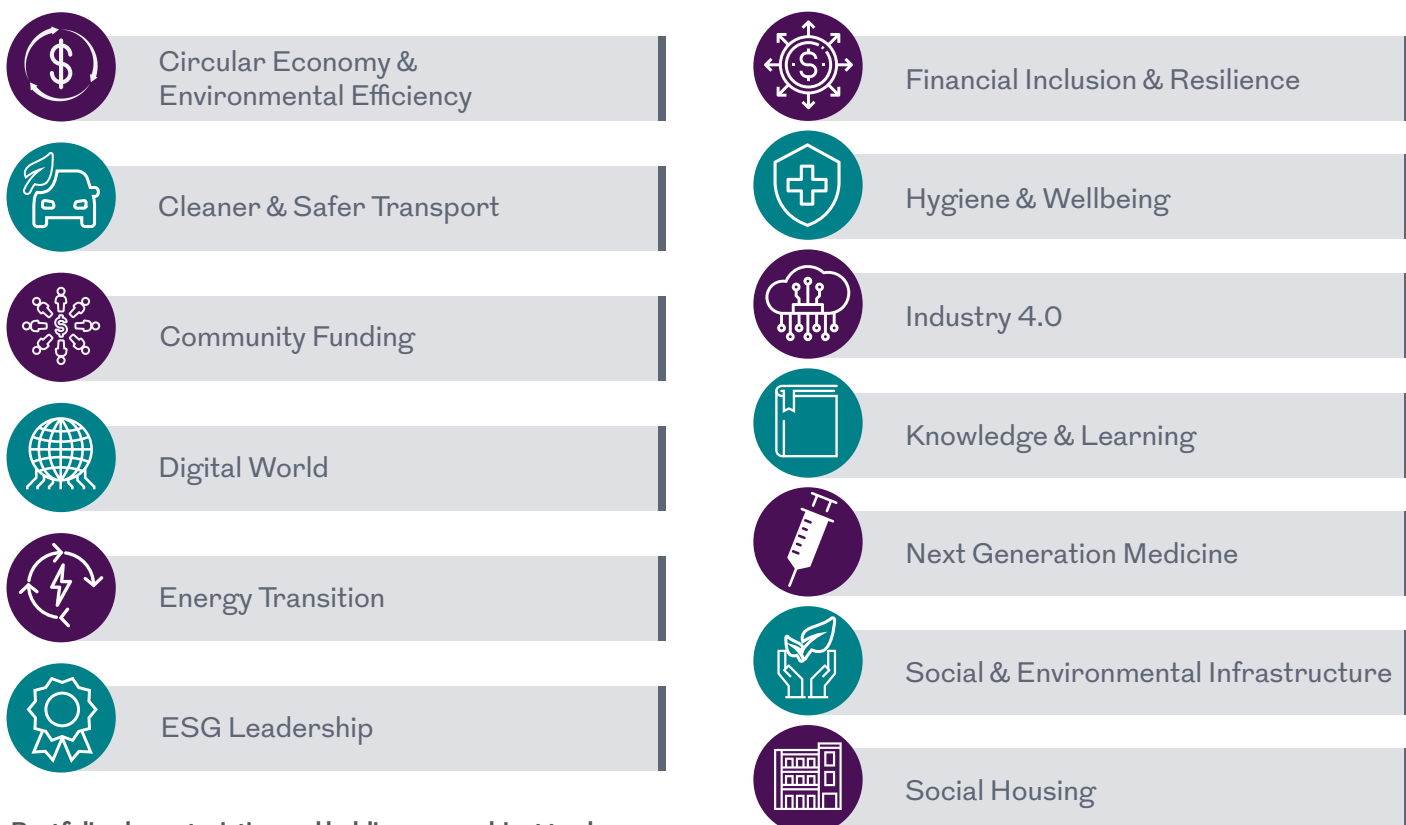 Circular Economy &
Environmental Efficiency
Cleaner & Safer Transport
Community Funding
Digital World
Energy Transition
ESG Leadership
Financial Inclusion & Resilience
Hygiene & Wellbeing
Industry 4.0
Knowledge & Learning
Next Generation Medicine
Social & Environmental Infrastructure
Social Housing